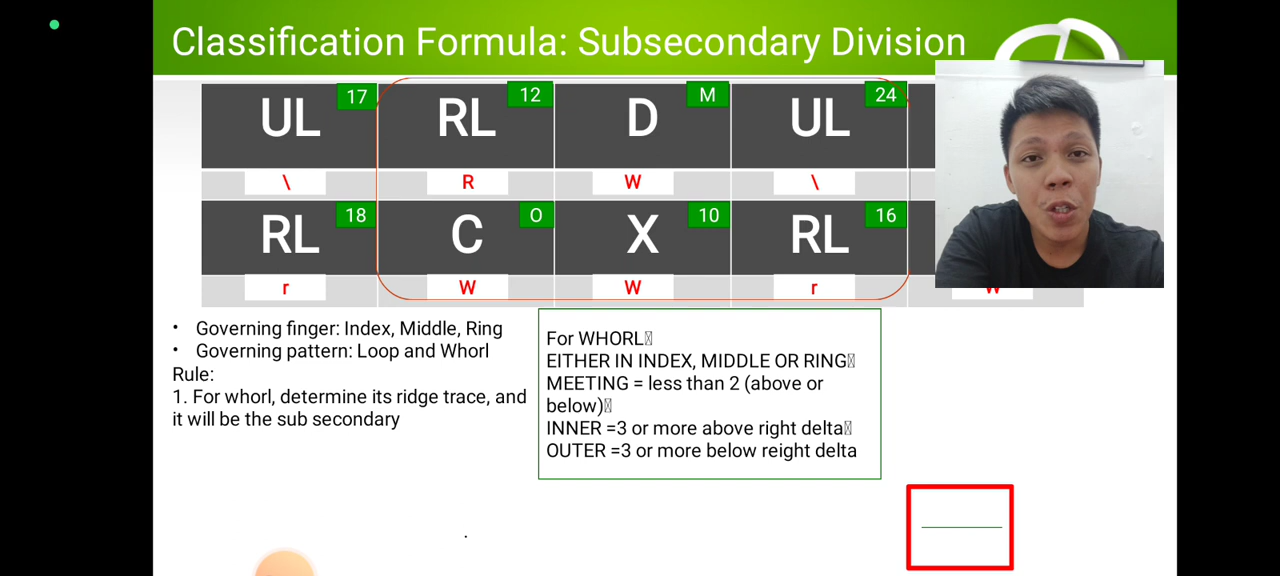 Classification Formula: Subsecondary Division
UL 17 RL 12 D M UL 24
\ R W \
RL 18 C O X 10 RL 16
r W W r W
• Governing finger: Index, Middle, Ring
• Governing pattern: Loop and Whorl
Rule:
1. For whorl, determine its ridge trace, and
it will be the sub secondary
For WHORL
EITHER IN INDEX, MIDDLE OR RING
MEETING = less than 2 (above or
below)
INNER =3 or more above right delta
OUTER =3 or more below reight delta